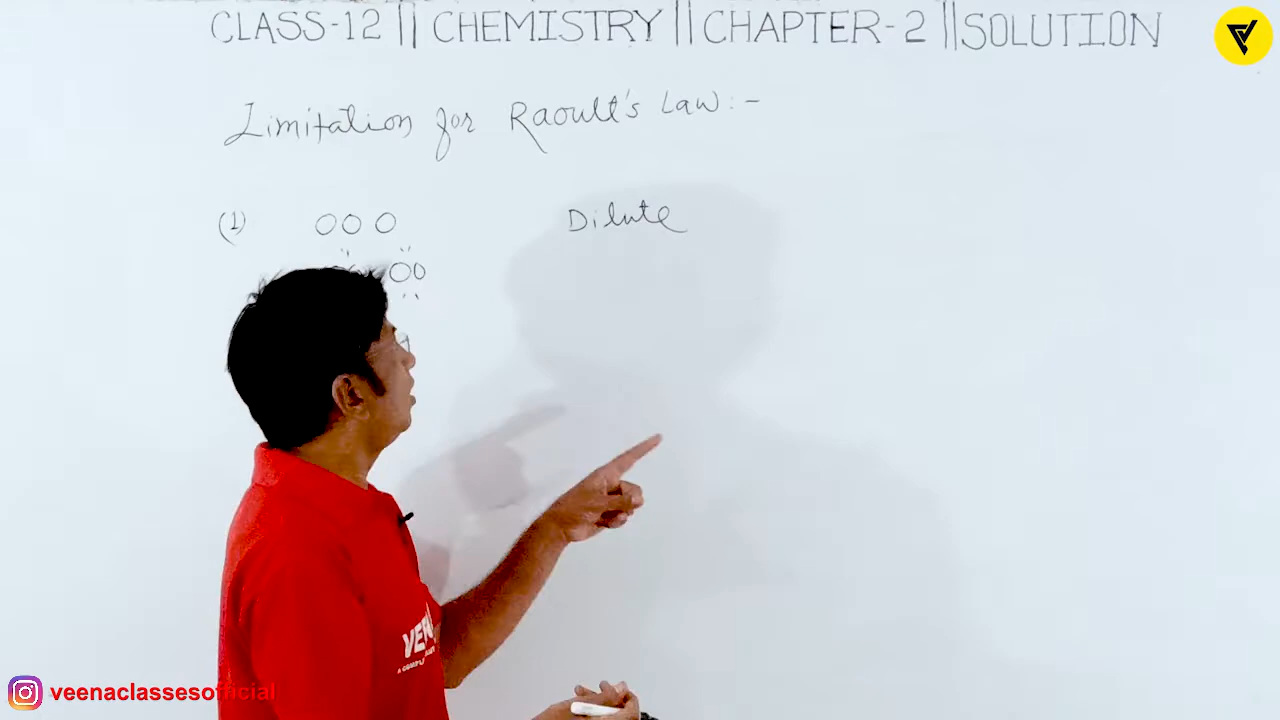 CLASS-12 || CHEMISTRY || CHAPTER-2 || SOLUTION
Limitation for Raoult's Law:-
(1)
Dilute
veenaclassesofficial